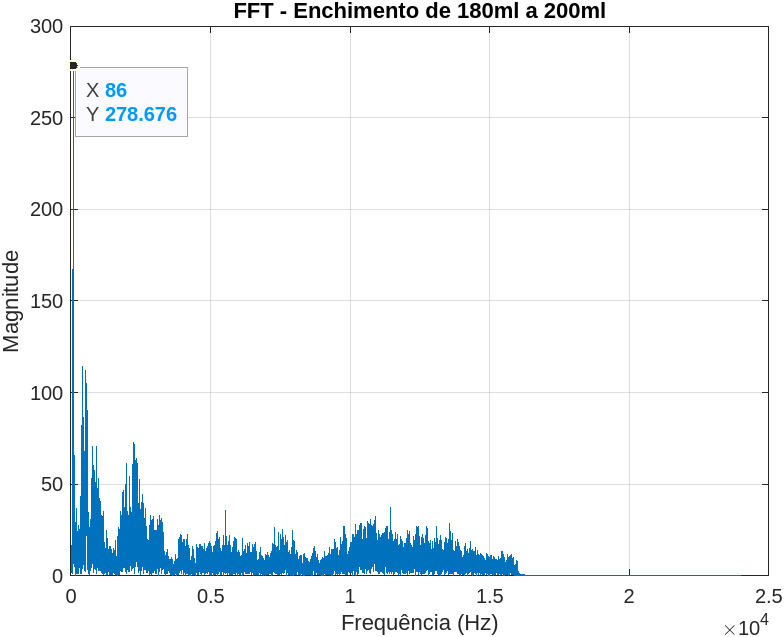 FFT - Enchimento de 180ml a 200ml
300
250
200
150
100
50
0
Magnitude
X 86
Y 278.676
0 0.5 1 1.5 2 2.5
Frequência (Hz)
×10⁴